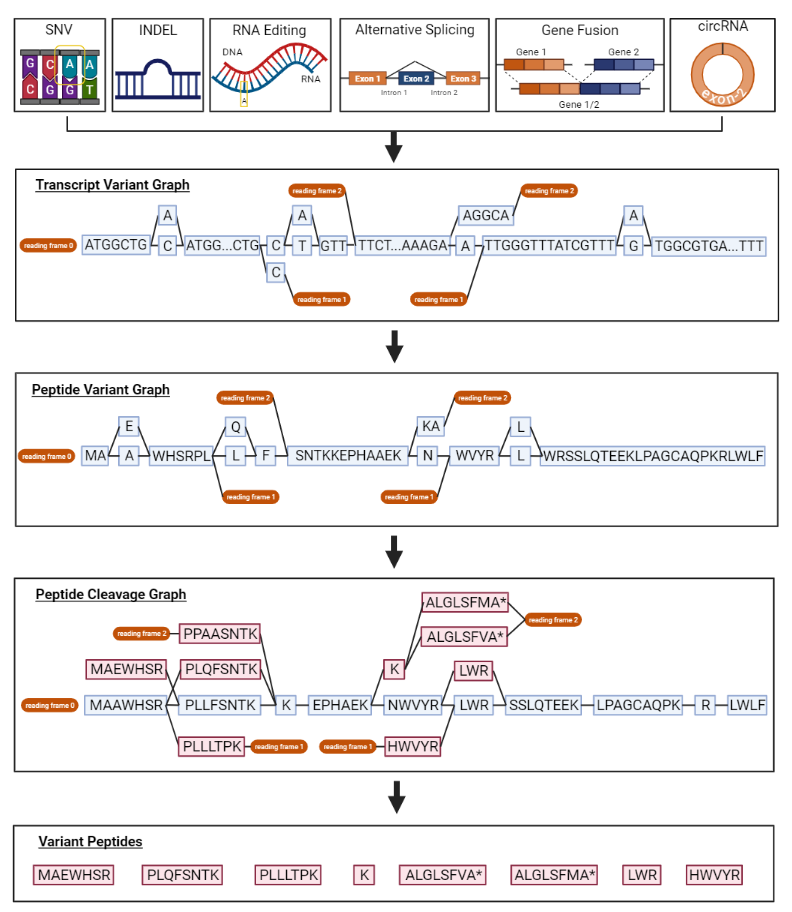 SNV INDEL RNA Editing Alternative Splicing Gene Fusion circRNA
G C A A
C G G T
DNA
RNA
A
Exon 1 Exon 2 Exon 3
Intron 1 Intron 2
Gene 1 Gene 2
Gene 1/2
exon-2
Transcript Variant Graph
reading frame 2 reading frame 2
A A AGGCA A
reading frame 0 ATGGCTG C ATGG...CTG C T GTT TTCT...AAAGA A TTGGGTTTATCGTTT G TGGCGTGA...TTT
C
reading frame 1 reading frame 1
Peptide Variant Graph
reading frame 2 reading frame 2
E Q KA L
reading frame 0 MA A WHSRPL L F SNTKKEPHAAEK N WVYR L WRSSLQTEEKLPAGCAQPKRLWLF
reading frame 1 reading frame 1
Peptide Cleavage Graph
ALGLSFMA*
reading frame 2
reading frame 2 PPAASNTK ALGLSFVA*
MAEWHSR PLQFSNTK K LWR
reading frame 0 MAAWHSR PLLFSNTK K EPHAEK NWVYR LWR SSLQTEEK LPAGCAQPK R LWLF
PLLLTPK reading frame 1 reading frame 1 HWVYR
Variant Peptides
MAEWHSR PLQFSNTK PLLLTPK K ALGLSFVA* ALGLSFMA* LWR HWVYR